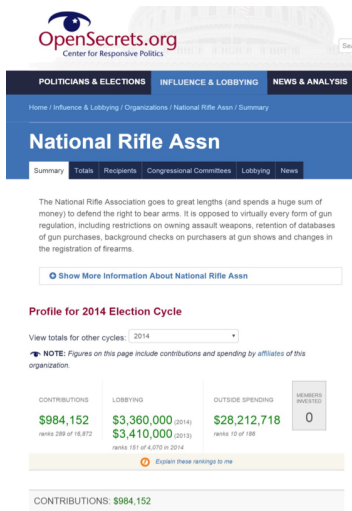 OpenSecrets.org
Center for Responsive Politics
Sea
POLITICIANS & ELECTIONS INFLUENCE & LOBBYING NEWS & ANALYSIS
Home / Influence & Lobbying / Organizations / National Rifle Assn / Summary
National Rifle Assn
Summary Totals Recipients Congressional Committees Lobbying News
The National Rifle Association goes to great lengths (and spends a huge sum of
money) to defend the right to bear arms. It is opposed to virtually every form of gun
regulation, including restrictions on owning assault weapons, retention of databases
of gun purchases, background checks on purchasers at gun shows and changes in
the registration of firearms.
Show More Information About National Rifle Assn
Profile for 2014 Election Cycle
View totals for other cycles: 2014
NOTE: Figures on this page include contributions and spending by affiliates of this
organization.
CONTRIBUTIONS
$984,152
ranks 289 of 16,872
LOBBYING
$3,360,000 (2014)
$3,410,000 (2013)
ranks 151 of 4,070 in 2014
OUTSIDE SPENDING
$28,212,718
ranks 10 of 186
MEMBERS
INVESTED
0
Explain these rankings to me
CONTRIBUTIONS: $984,152